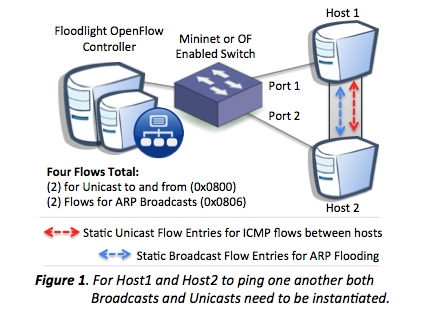 Host 1
Floodlight OpenFlow
Controller
Mininet or OF
Enabled Switch
Port 1
Port 2
Four Flows Total:
(2) for Unicast to and from (0x0800)
(2) Flows for ARP Broadcasts (0x0806)
Host 2
Static Unicast Flow Entries for ICMP flows between hosts
Static Broadcast Flow Entries for ARP Flooding
Figure 1. For Host1 and Host2 to ping one another both
Broadcasts and Unicasts need to be instantiated.